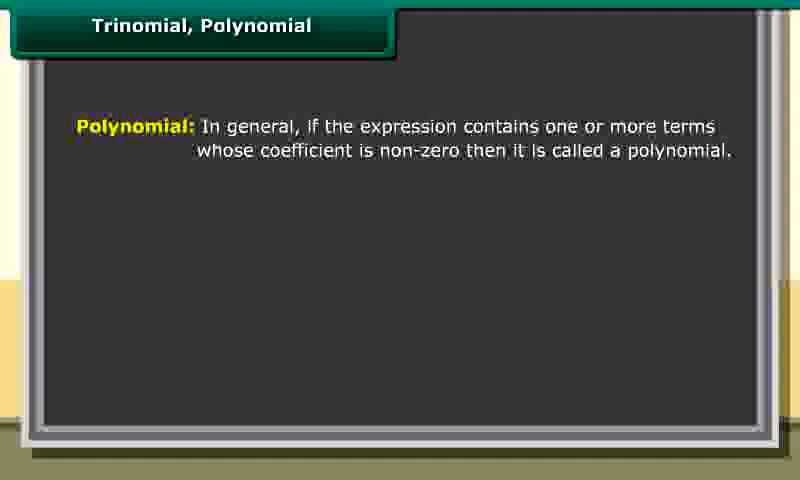 Trinomial, Polynomial
Polynomial: In general, if the expression contains one or more terms
whose coefficient is non-zero then it is called a polynomial.